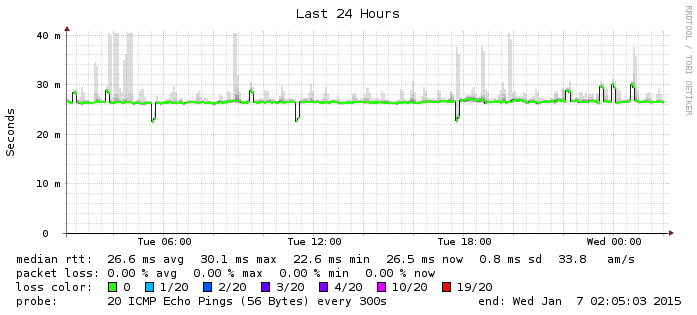 Last 24 Hours
RRDTOOL / TOBI OETIKER
Seconds
40 m
30 m
20 m
10 m
0
Tue 06:00 Tue 12:00 Tue 18:00 Wed 00:00
median rtt: 26.6 ms avg 30.1 ms max 22.6 ms min 26.5 ms now 0.8 ms sd 33.8 am/s
packet loss: 0.00 % avg 0.00 % max 0.00 % min 0.00 % now
loss color: 0 1/20 2/20 3/20 4/20 10/20 19/20
probe: 20 ICMP Echo Pings (56 Bytes) every 300s end: Wed Jan 7 02:05:03 2015